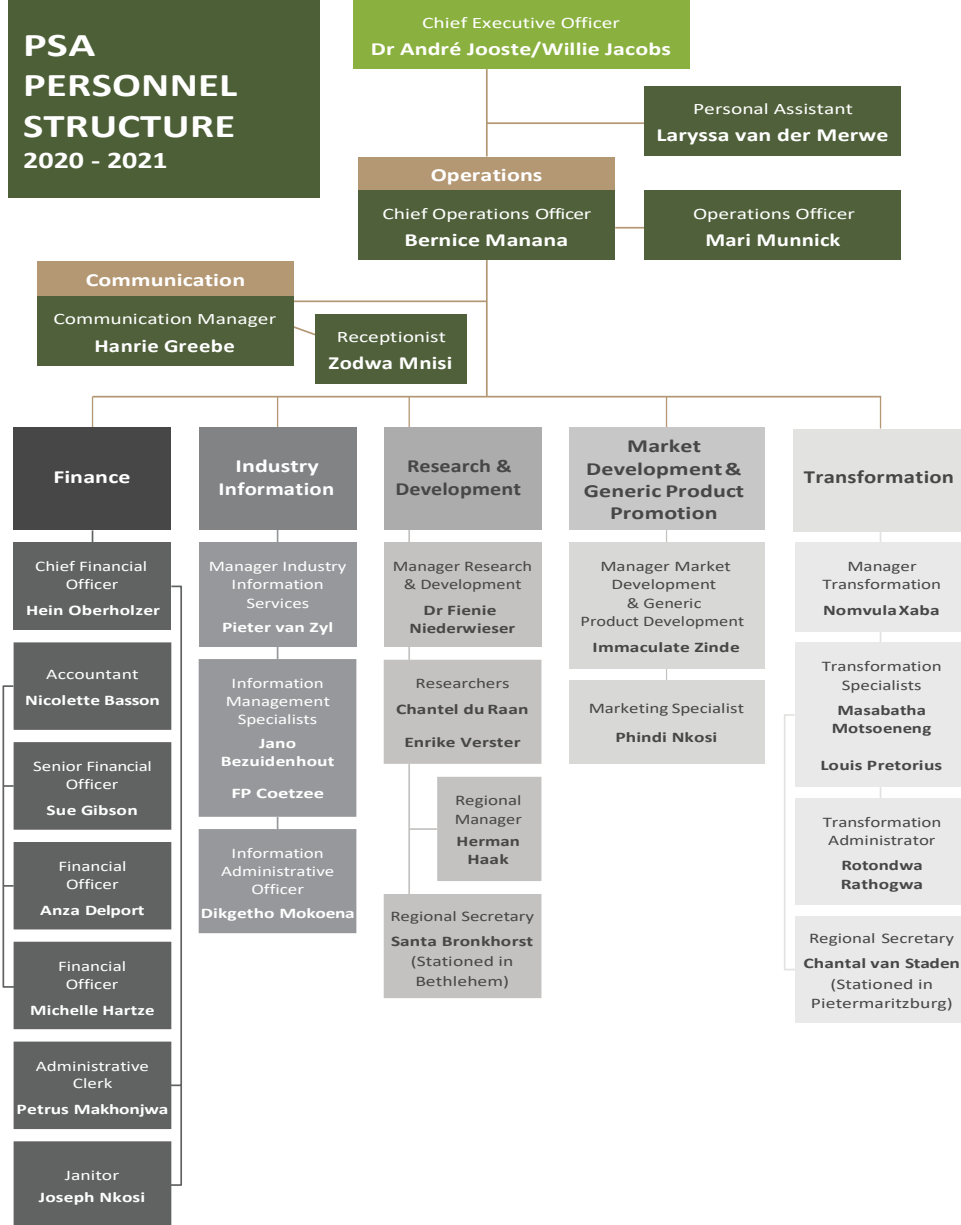 PSA
PERSONNEL
STRUCTURE
2020 - 2021
Chief Executive Officer
Dr André Jooste/Willie Jacobs
Personal Assistant
Laryssa van der Merwe
Operations
Chief Operations Officer
Bernice Manana
Operations Officer
Mari Munnick
Communication
Communication Manager
Hanrie Greebe
Receptionist
Zodwa Mnisi
Finance
Chief Financial
Officer
Hein Oberholzer
Accountant
Nicolette Basson
Senior Financial
Officer
Sue Gibson
Financial
Officer
Anza Delport
Financial
Officer
Michelle Hartze
Administrative
Clerk
Petrus Makhonjwa
Janitor
Joseph Nkosi
Industry
Information
Manager Industry
Information
Services
Pieter van Zyl
Information
Management
Specialists
Jano
Bezuidenhout
FP Coetzee
Information
Administrative
Officer
Dikgetho Mokoena
Research &
Development
Manager Research
& Development
Dr Fienie
Niederwieser
Researchers
Chantel du Raan
Enrike Verster
Regional
Manager
Herman
Haak
Regional Secretary
Santa Bronkhorst
(Stationed in
Bethlehem)
Market
Development &
Generic Product
Promotion
Manager Market
Development
& Generic
Product Development
Immaculate Zinde
Marketing Specialist
Phindi Nkosi
Transformation
Manager
Transformation
Nomvula Xaba
Transformation
Specialists
Masabatha
Motsoeneng
Louis Pretorius
Transformation
Administrator
Rotondwa
Rathogwa
Regional Secretary
Chantal van Staden
(Stationed in
Pietermaritzburg)